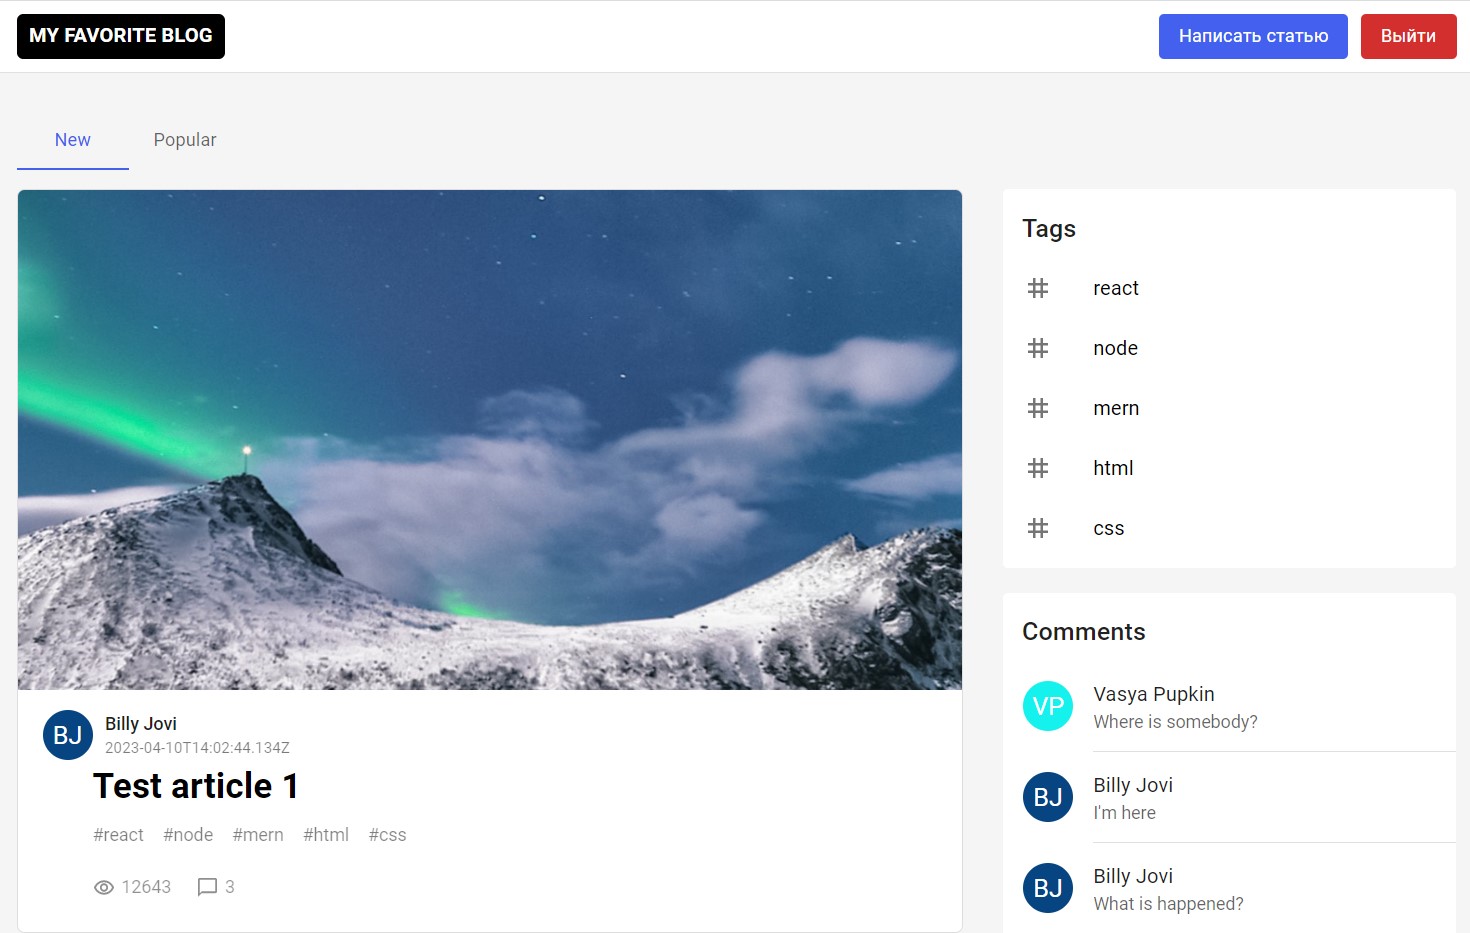 MY FAVORITE BLOG
Написать статью
Выйти
New
Popular
BJ
Billy Jovi
2023-04-10T14:02:44.134Z
Test article 1
#react #node #mern #html #css
12643
3
Tags
# react
# node
# mern
# html
# css
Comments
VP
Vasya Pupkin
Where is somebody?
BJ
Billy Jovi
I'm here
BJ
Billy Jovi
What is happened?